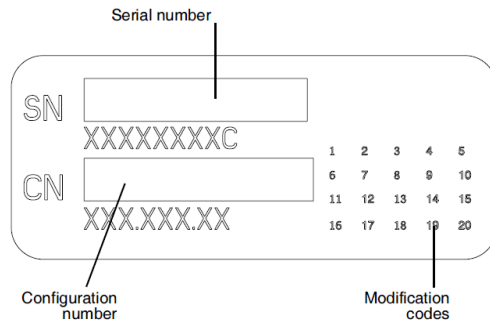 Serial number
SN
XXXXXXXXC
CN
XXX.XXX.XX
1 2 3 4 5
6 7 8 9 10
11 12 13 14 15
16 17 18 19 20
Configuration
number
Modification
codes